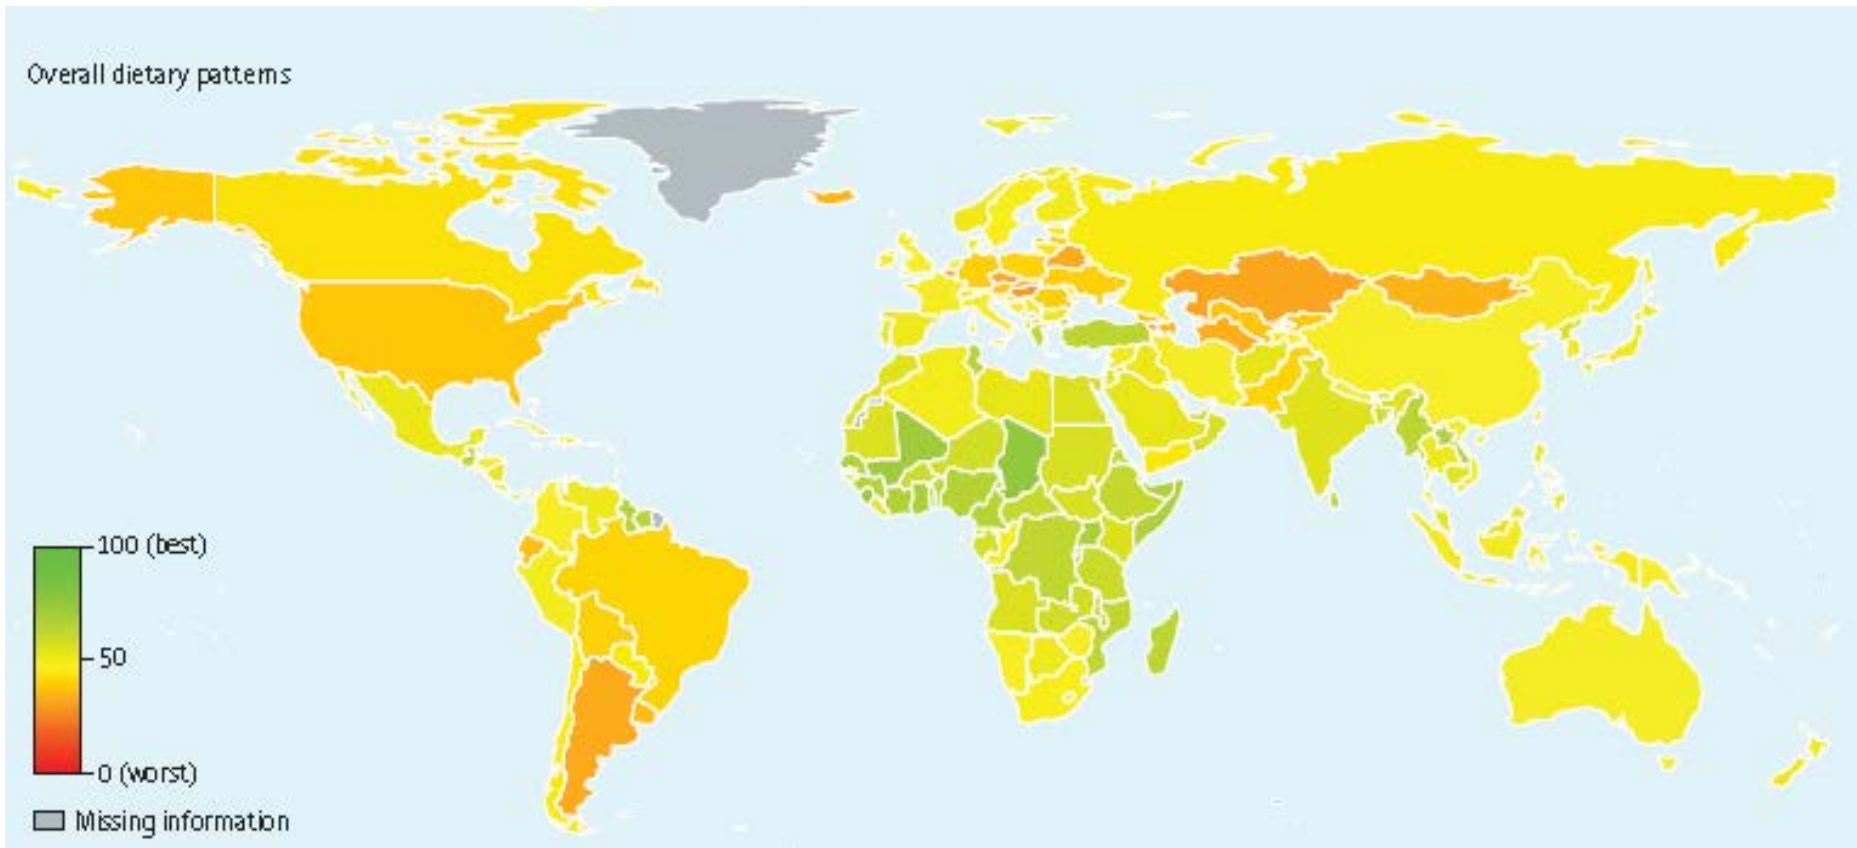 Overall dietary patterns
100 (best)
50
0 (worst)
Missing information